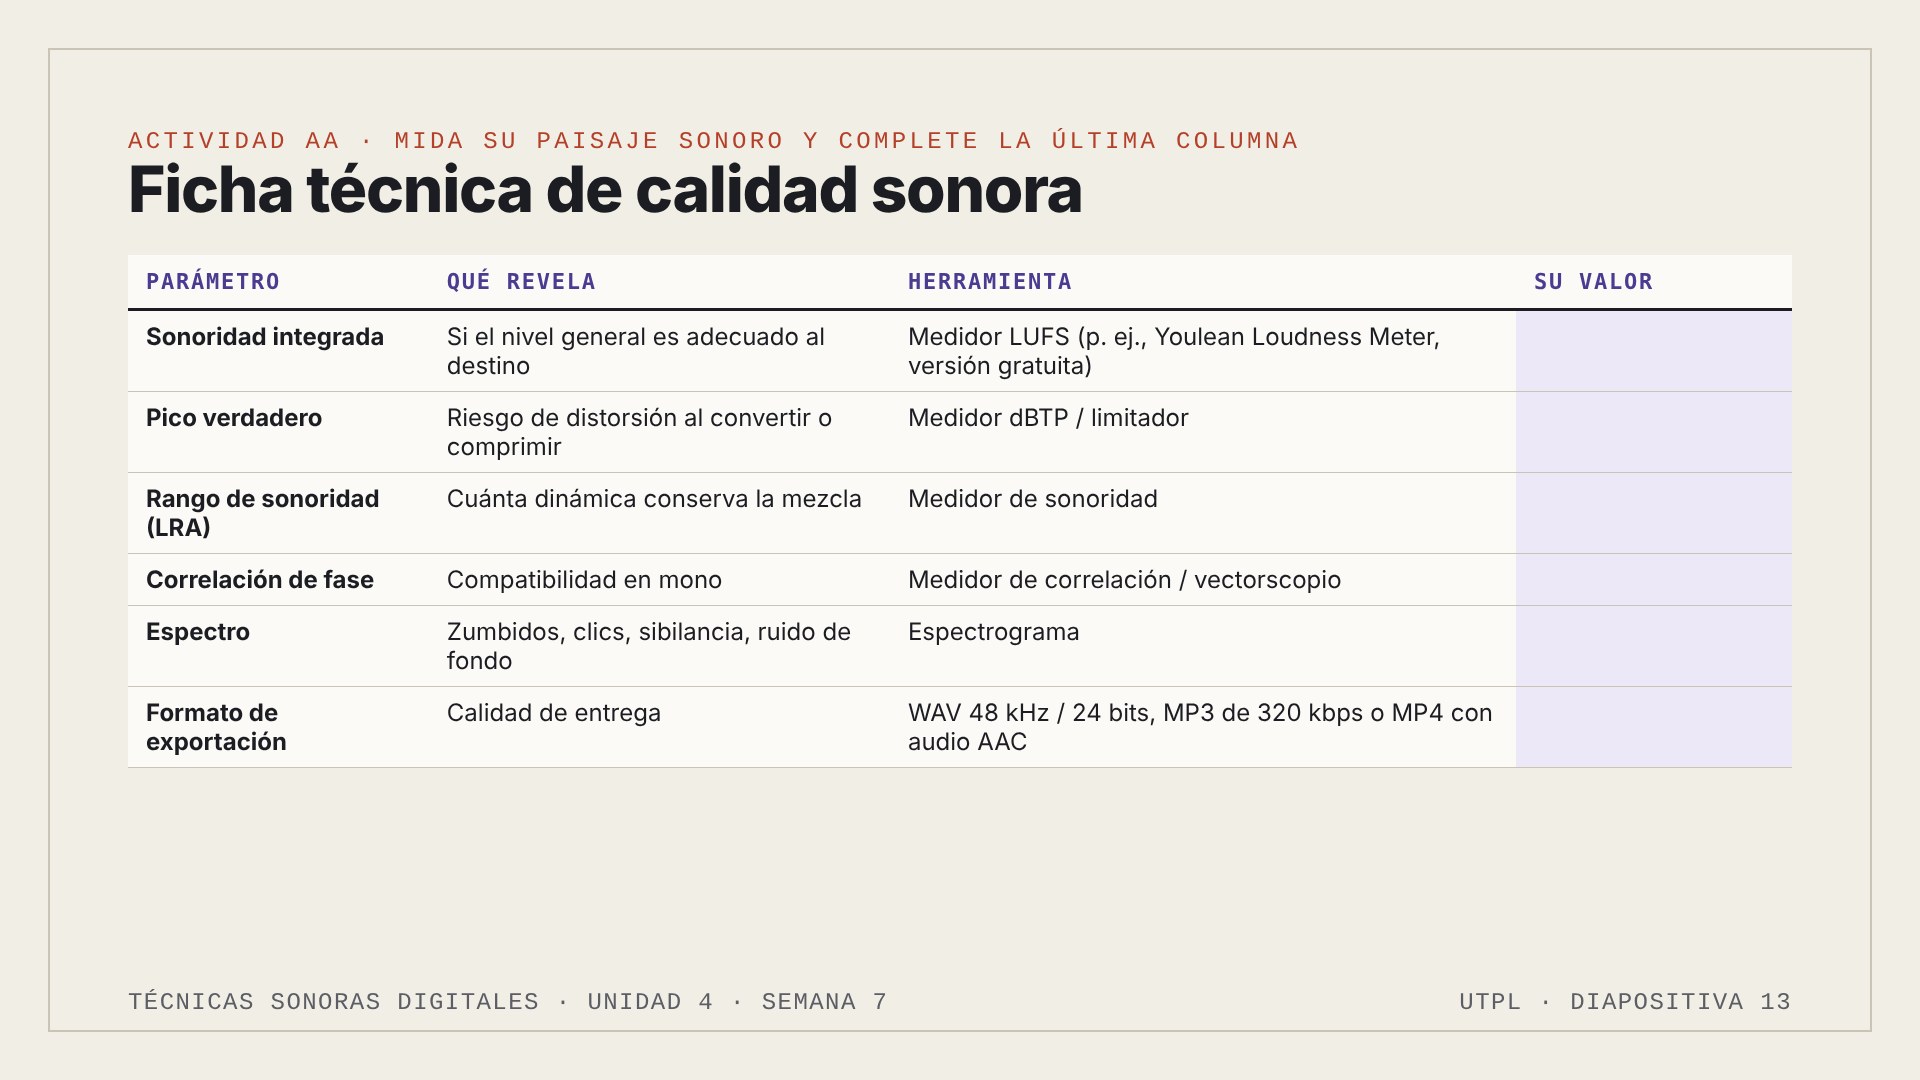 ACTIVIDAD AA · MIDA SU PAISAJE SONORO Y COMPLETE LA ÚLTIMA COLUMNA
Ficha técnica de calidad sonora
PARÁMETRO QUÉ REVELA HERRAMIENTA SU VALOR
Sonoridad integrada Si el nivel general es adecuado al Medidor LUFS (p. ej., Youlean Loudness Meter,
destino versión gratuita)
Pico verdadero Riesgo de distorsión al convertir o Medidor dBTP / limitador
comprimir
Rango de sonoridad Cuánta dinámica conserva la mezcla Medidor de sonoridad
(LRA)
Correlación de fase Compatibilidad en mono Medidor de correlación / vectorscopio
Espectro Zumbidos, clics, sibilancia, ruido de Espectrograma
fondo
Formato de Calidad de entrega WAV 48 kHz / 24 bits, MP3 de 320 kbps o MP4 con
exportación audio AAC
TÉCNICAS SONORAS DIGITALES · UNIDAD 4 · SEMANA 7 UTPL · DIAPOSITIVA 13